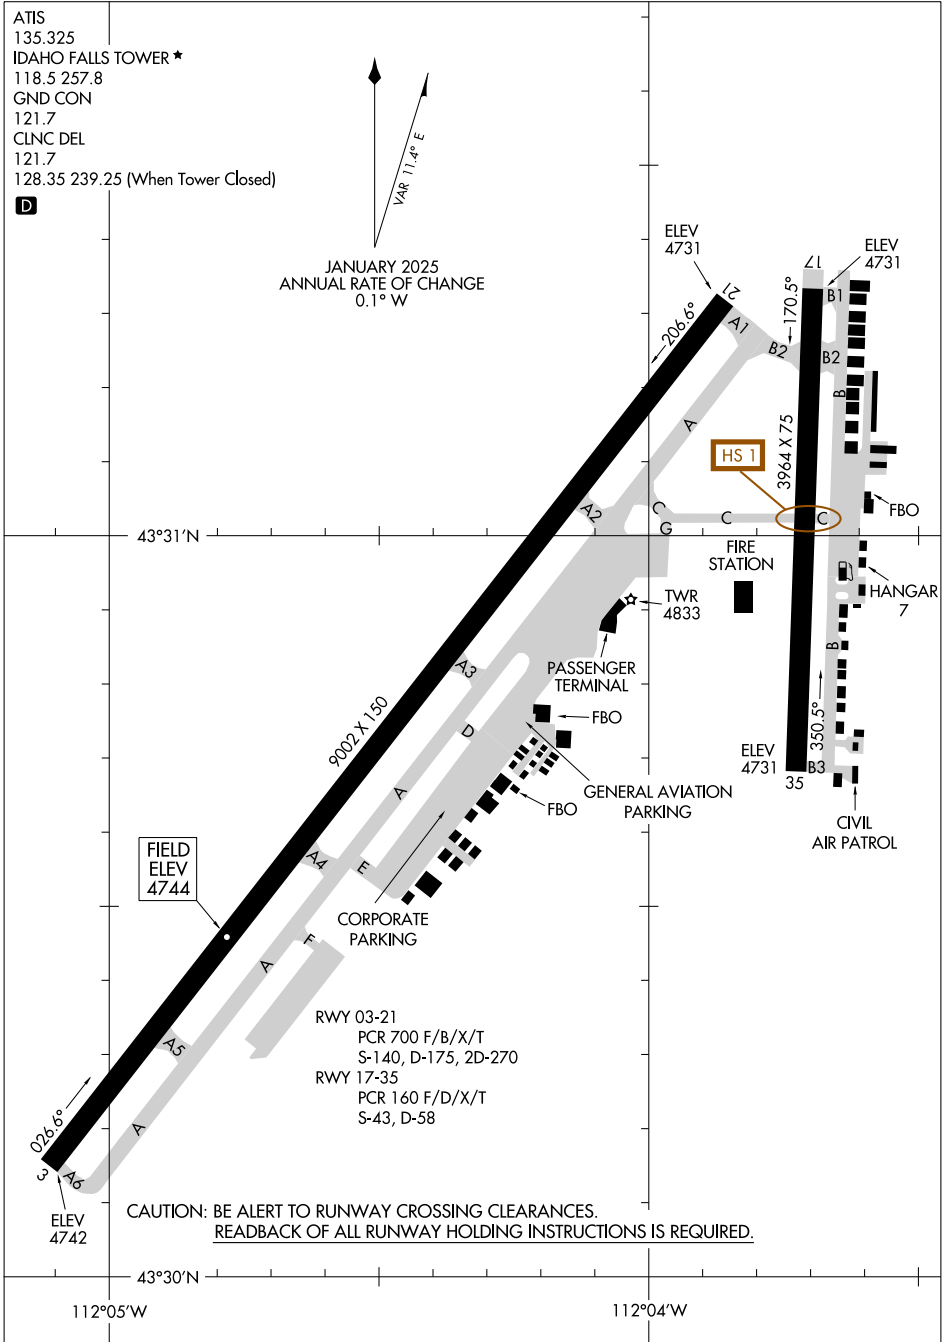 ATIS
135.325
IDAHO FALLS TOWER ★
118.5 257.8
GND CON
121.7
CLNC DEL
121.7
128.35 239.25 (When Tower Closed)
D
VAR 11.4° E
JANUARY 2025
ANNUAL RATE OF CHANGE
0.1° W
ELEV
4731
21
206.6°
A1
B2
170.5°
17
ELEV
4731
B1
B2
B
A
HS 1
3964 X 75
A2
C
G
C
C
FBO
43°31'N
FIRE
STATION
HANGAR
7
TWR
4833
PASSENGER
TERMINAL
A3
B
FBO
D
9002 X 150
350.5°
ELEV
4731
35
B3
GENERAL AVIATION
PARKING
FBO
A
CIVIL
AIR PATROL
FIELD
ELEV
4744
A4
E
CORPORATE
PARKING
F
A
RWY 03-21
PCR 700 F/B/X/T
S-140, D-175, 2D-270
RWY 17-35
PCR 160 F/D/X/T
S-43, D-58
A5
026.6°
A
3
A6
ELEV
4742
CAUTION: BE ALERT TO RUNWAY CROSSING CLEARANCES.
READBACK OF ALL RUNWAY HOLDING INSTRUCTIONS IS REQUIRED.
43°30'N
112°05'W
112°04'W